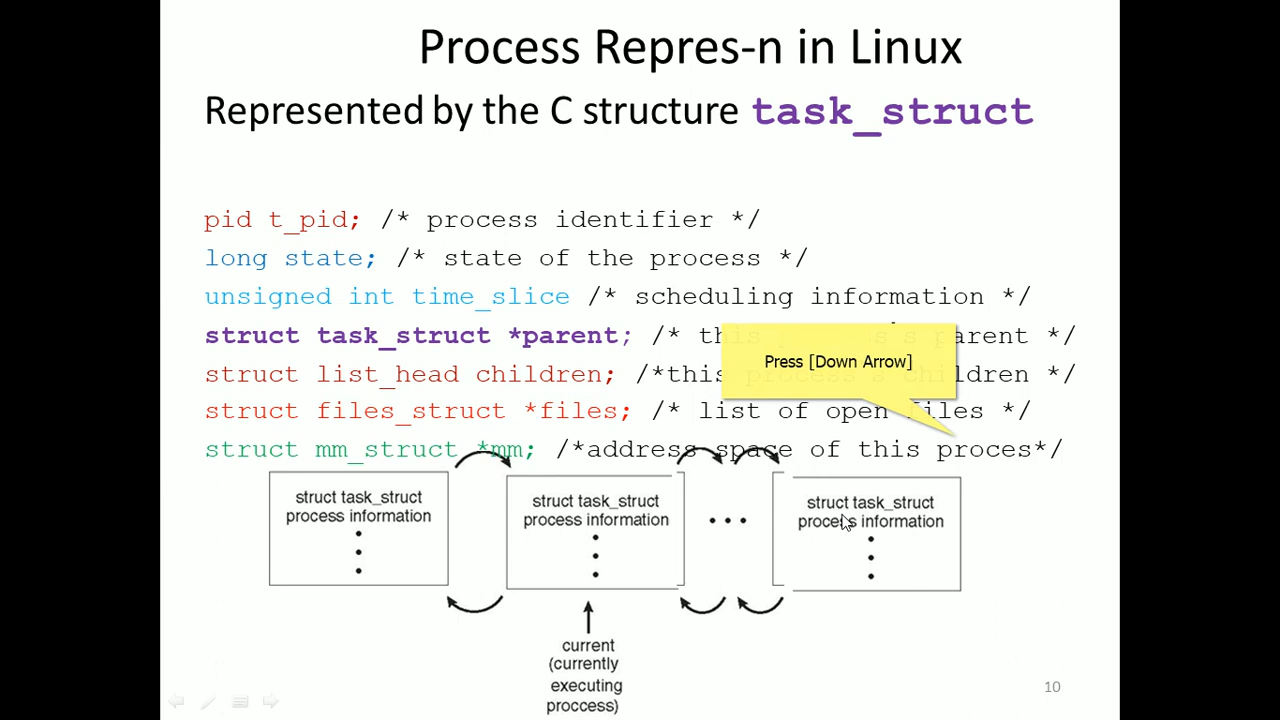 Process Repres-n in Linux
Represented by the C structure task_struct
pid t_pid; /* process identifier */
long state; /* state of the process */
unsigned int time_slice /* scheduling information */
struct task_struct *parent; /* this process's parent */
Press [Down Arrow]
struct list_head children; /*this process's children */
struct files_struct *files; /* list of open files */
struct mm_struct *mm; /*address space of this proces*/
struct task_struct
process information
struct task_struct
process information
struct task_struct
process information
current
(currently
executing
proccess)
10